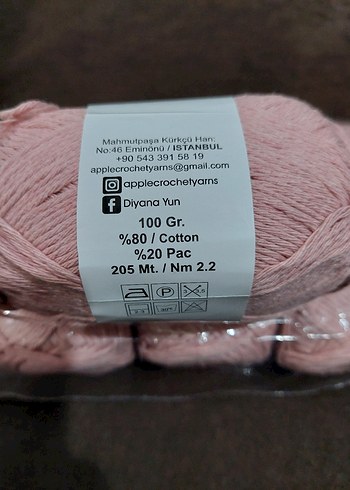 Mahmutpaşa Kürkçü Han:
No:46 Eminönü / ISTANBUL
+90 543 391 58 19
applecrochetyarns@gmail.com
applecrochetyarns
Diyana Yun
100 Gr.
%80 / Cotton
%20 Pac
205 Mt. / Nm 2.2
P